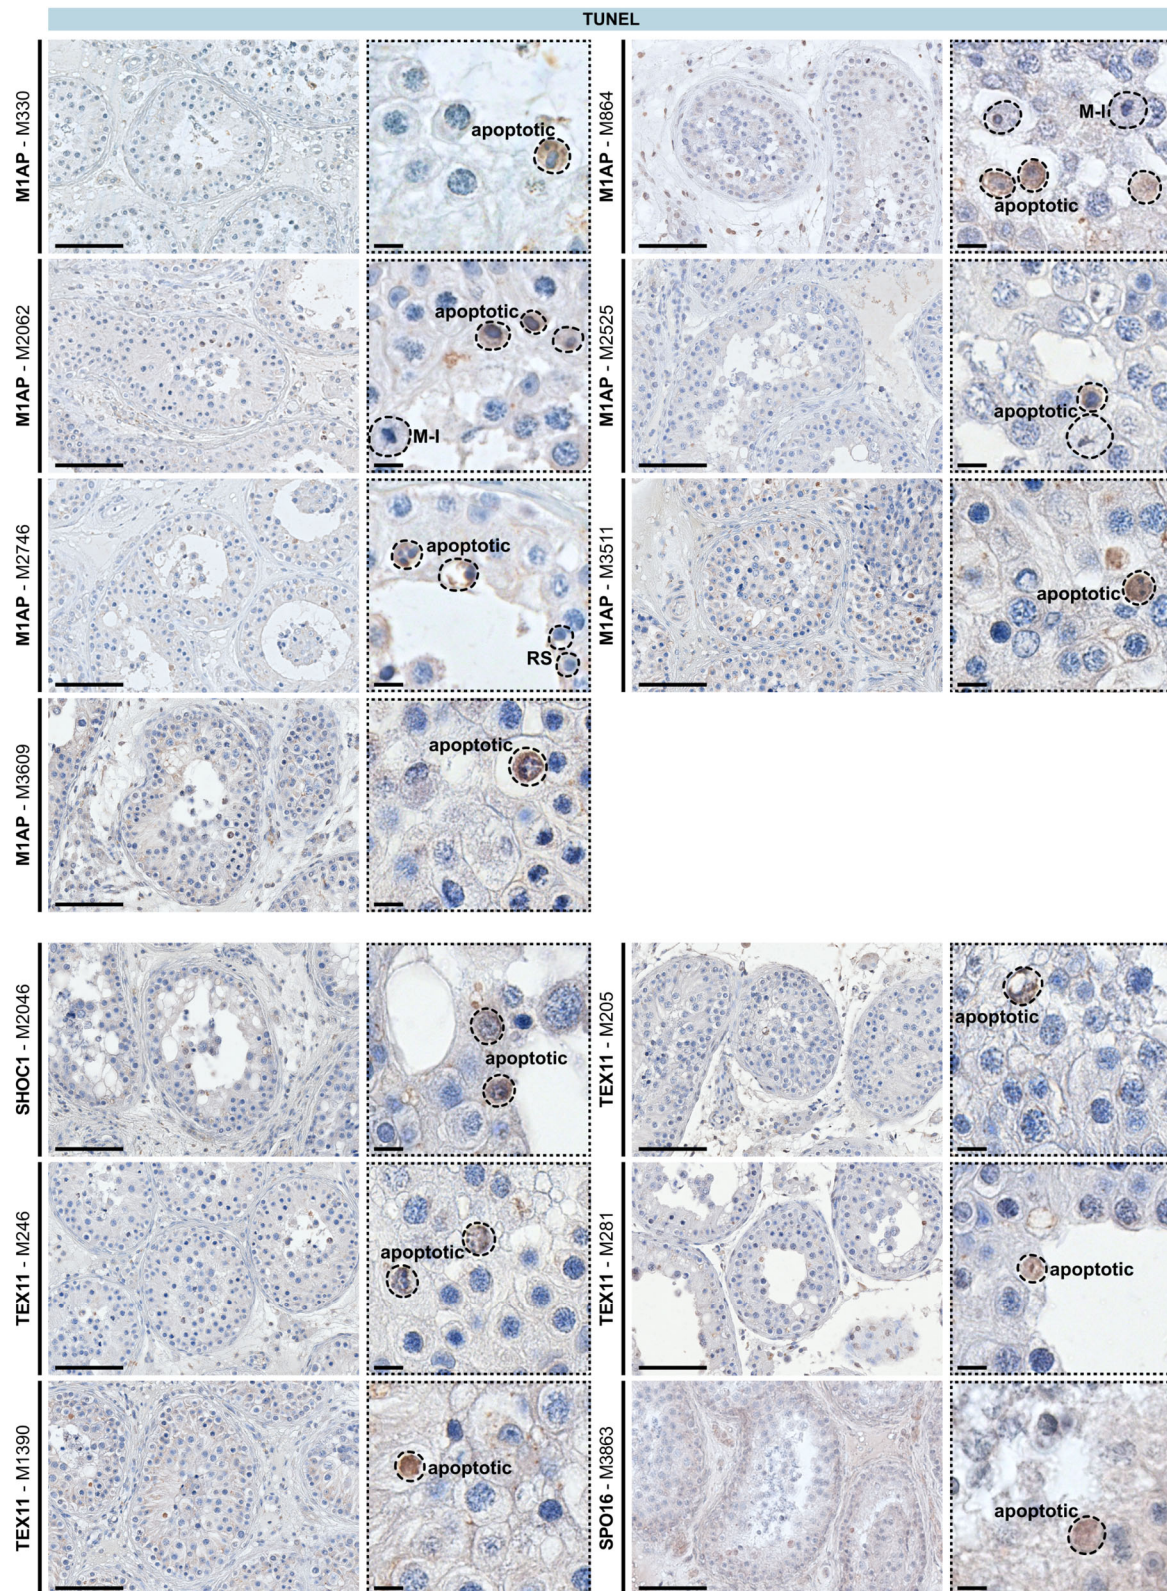 TUNEL
M1AP - M330
apoptotic
M1AP - M864
M-I
apoptotic
M1AP - M2062
apoptotic
M-I
M1AP - M2525
apoptotic
M1AP - M2746
apoptotic
RS
M1AP - M3511
apoptotic
M1AP - M3609
apoptotic
SHOC1 - M2046
apoptotic
TEX11 - M205
apoptotic
TEX11 - M246
apoptotic
TEX11 - M281
apoptotic
TEX11 - M1390
apoptotic
SPO16 - M3863
apoptotic